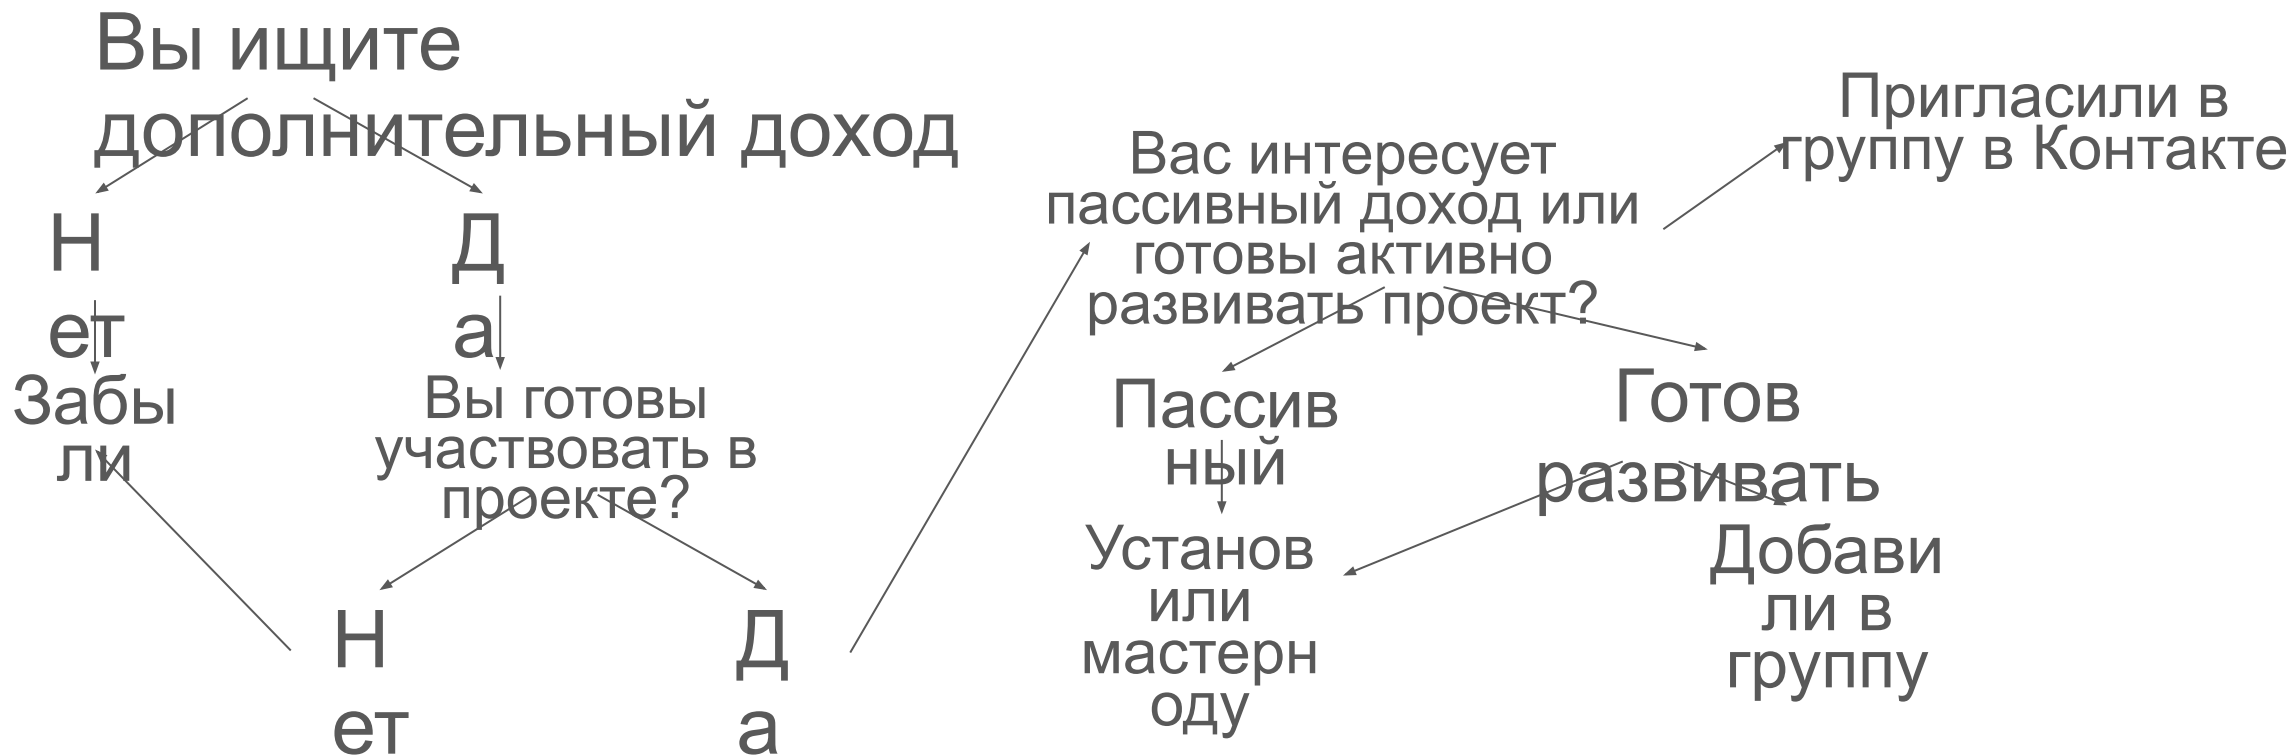 Вы ищите
дополнительный доход
Н
ет
Д
а
Забы
ли
Вы готовы
участвовать в
проекте?
Н
ет
Д
а
Вас интересует
пассивный доход или
готовы активно
развивать проект?
Пригласили в
группу в Контакте
Пассив
ный
Готов
развивать
Установ
или
мастерн
оду
Добави
ли в
группу